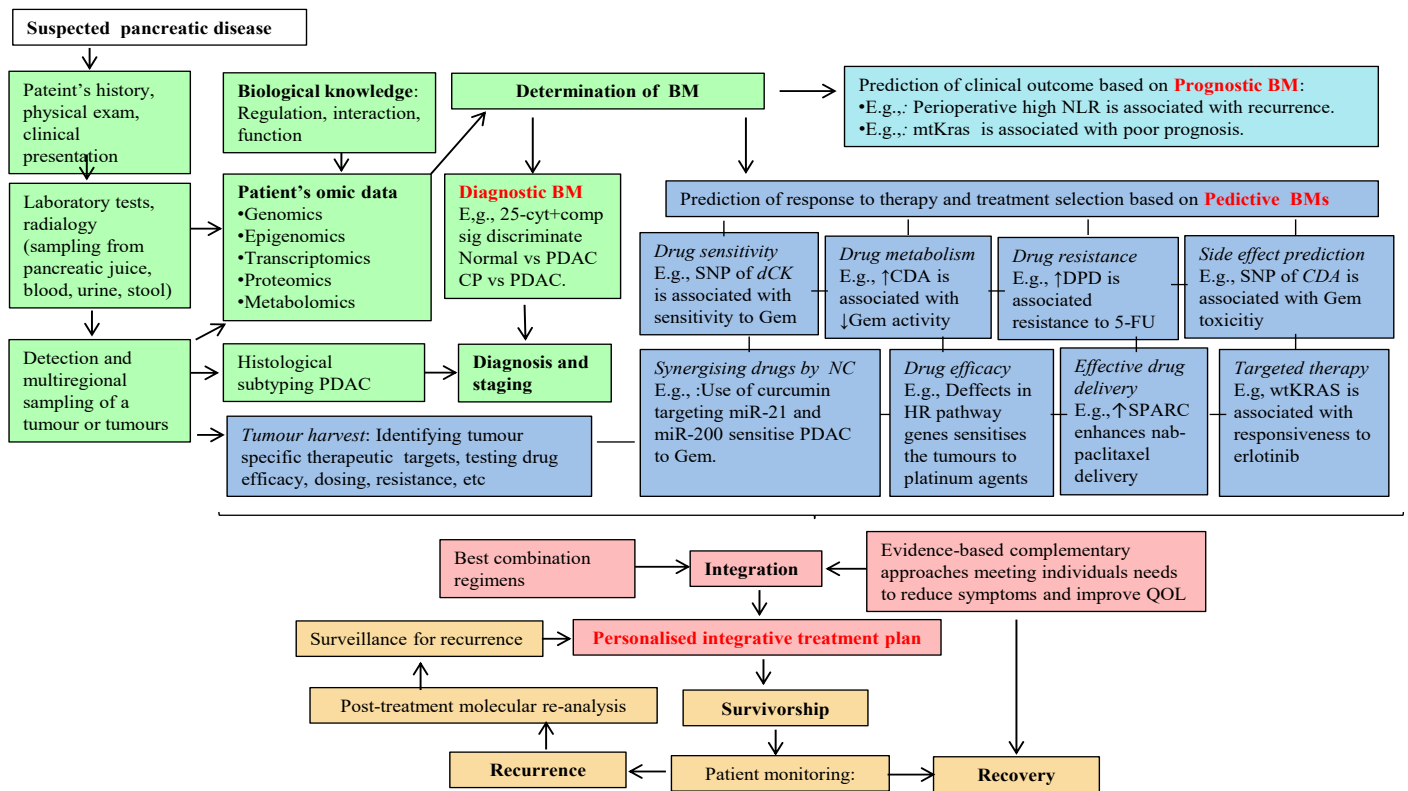 Suspected pancreatic disease
Pateint's history,
physical exam,
clinical
presentation
Laboratory tests,
radialogy
(sampling from
pancreatic juice,
blood, urine, stool)
Detection and
multiregional
sampling of a
tumour or tumours
Biological knowledge:
Regulation, interaction,
function
Patient's omic data
•Genomics
•Epigenomics
•Transcriptomics
•Proteomics
•Metabolomics
Histological
subtyping PDAC
Tumour harvest: Identifying tumour
specific therapeutic targets, testing drug
efficacy, dosing, resistance, etc
Determination of BM
Diagnostic BM
E,g., 25-cyt+comp
sig discriminate
Normal vs PDAC
CP vs PDAC.
Diagnosis and
staging
Prediction of clinical outcome based on Prognostic BM:
•E.g.,: Perioperative high NLR is associated with recurrence.
•E.g.,: mtKras is associated with poor prognosis.
Prediction of response to therapy and treatment selection based on Pedictive BMs
Drug sensitivity
E.g., SNP of dCK
is associated with
sensitivity to Gem
Drug metabolism
E.g., ↑CDA is
associated with
↓Gem activity
Drug resistance
E.g., ↑DPD is
associated
resistance to 5-FU
Side effect prediction
E.g., SNP of CDA is
associated with Gem
toxicitiy
Synergising drugs by NC
E.g., :Use of curcumin
targeting miR-21 and
miR-200 sensitise PDAC
to Gem.
Drug efficacy
E.g., Deffects in
HR pathway
genes sensitises
the tumours to
platinum agents
Effective drug
delivery
E.g.,↑SPARC
enhances nab-
paclitaxel
delivery
Targeted therapy
E.g, wtKRAS is
associated with
responsiveness to
erlotinib
Best combination
regimens
Integration
Evidence-based complementary
approaches meeting individuals needs
to reduce symptoms and improve QOL
Surveillance for recurrence
Personalised integrative treatment plan
Post-treatment molecular re-analysis
Survivorship
Recurrence
Patient monitoring:
Recovery